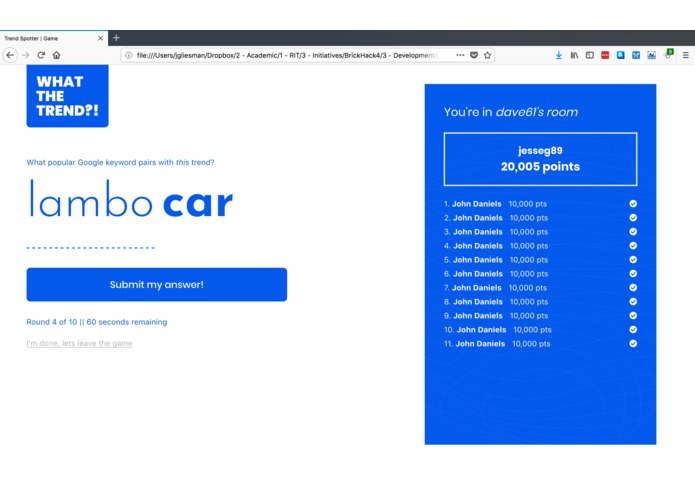 Trend Spotter | Game
file:///Users/jgliesman/Dropbox/2 - Academic/1 - RIT/3 - Initiatives/BrickHack4/3 - Development/
WHAT
THE
TREND?!
What popular Google keyword pairs with this trend?
lambo car
Submit my answer!
Round 4 of 10 || 60 seconds remaining
I'm done, lets leave the game
You're in dave61's room
jesseg89
20,005 points
1. John Daniels 10,000 pts
2. John Daniels 10,000 pts
3. John Daniels 10,000 pts
4. John Daniels 10,000 pts
5. John Daniels 10,000 pts
6. John Daniels 10,000 pts
7. John Daniels 10,000 pts
8. John Daniels 10,000 pts
9. John Daniels 10,000 pts
10. John Daniels 10,000 pts
11. John Daniels 10,000 pts